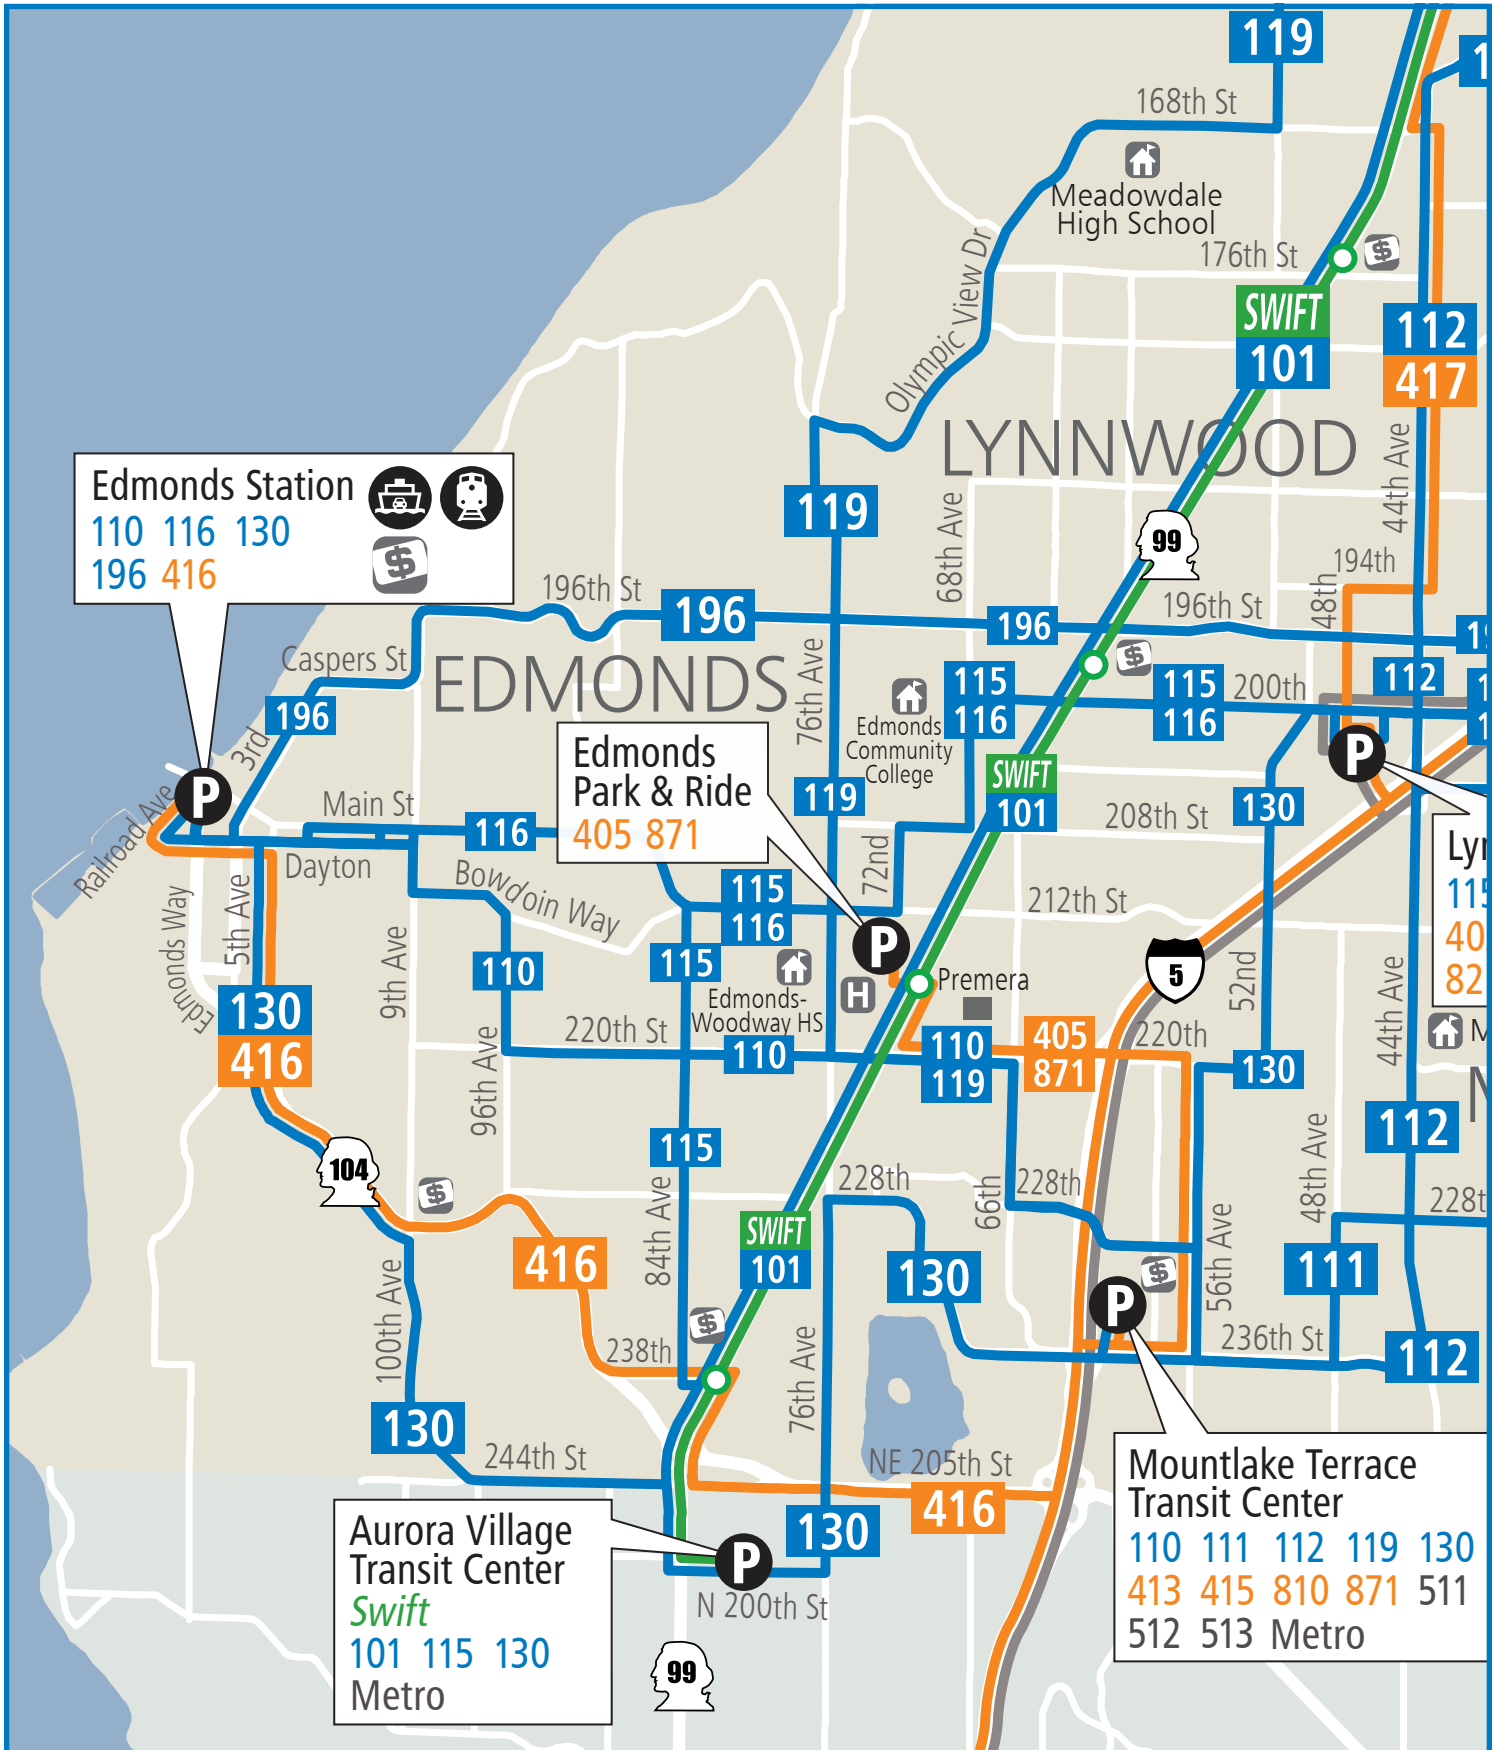 119
168th St
Meadowdale
High School
176th St
Olympic View Dr
SWIFT
101
112
417
LYNNWOOD
44th Ave
Edmonds Station
110 116 130
196 416
119
68th Ave
99
194th
48th
196th St
196
196
196th St
Caspers St
EDMONDS
76th Ave
115
116
115
116
200th
112
196
3rd
Edmonds
Community
College
Edmonds
Park & Ride
405 871
P
SWIFT
101
119
130
208th St
P
Railroad Ave
Main St
116
Dayton
Bowdoin Way
72nd
115
116
212th St
Edmonds Way
5th Ave
9th Ave
110
115
P
H
Premera
5
52nd
44th Ave
Edmonds-
Woodway HS
130
416
220th St
110
110
119
405
871
220th
130
96th Ave
115
112
104
84th Ave
228th
66th
228th
48th Ave
SWIFT
101
416
130
P
56th Ave
111
100th Ave
238th
76th Ave
236th St
112
130
244th St
NE 205th St
416
130
Aurora Village
Transit Center
Swift
101 115 130
Metro
P
N 200th St
99
Mountlake Terrace
Transit Center
110 111 112 119 130
413 415 810 871 511
512 513 Metro